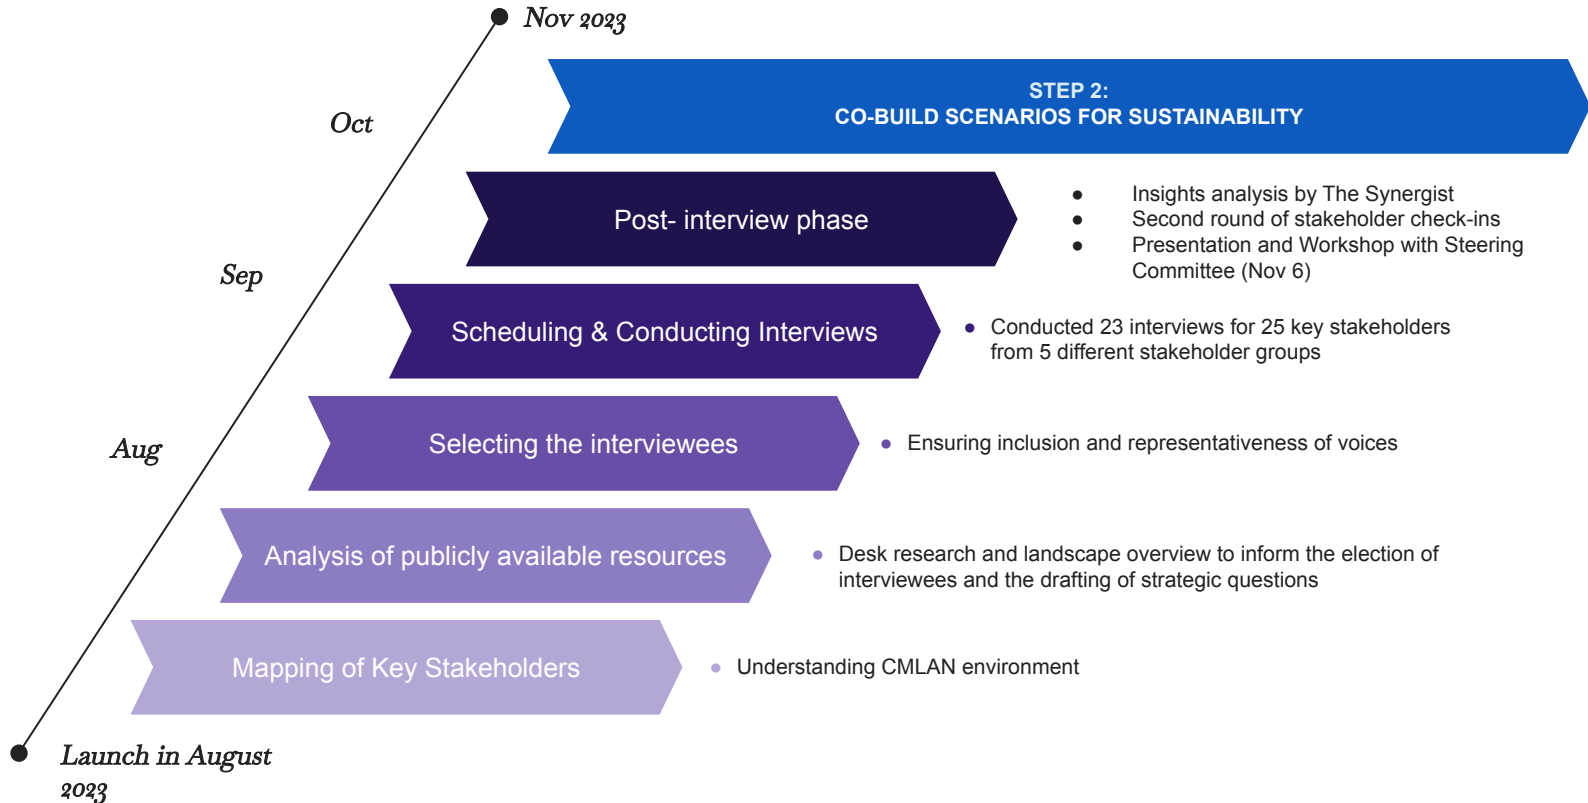 Nov 2023
STEP 2:
CO-BUILD SCENARIOS FOR SUSTAINABILITY
Oct
Post- interview phase
● Insights analysis by The Synergist
● Second round of stakeholder check-ins
● Presentation and Workshop with Steering
Committee (Nov 6)
Sep
Scheduling & Conducting Interviews
● Conducted 23 interviews for 25 key stakeholders
from 5 different stakeholder groups
Aug
Selecting the interviewees
● Ensuring inclusion and representativeness of voices
Analysis of publicly available resources
● Desk research and landscape overview to inform the election of
interviewees and the drafting of strategic questions
Mapping of Key Stakeholders
● Understanding CMLAN environment
Launch in August
2023